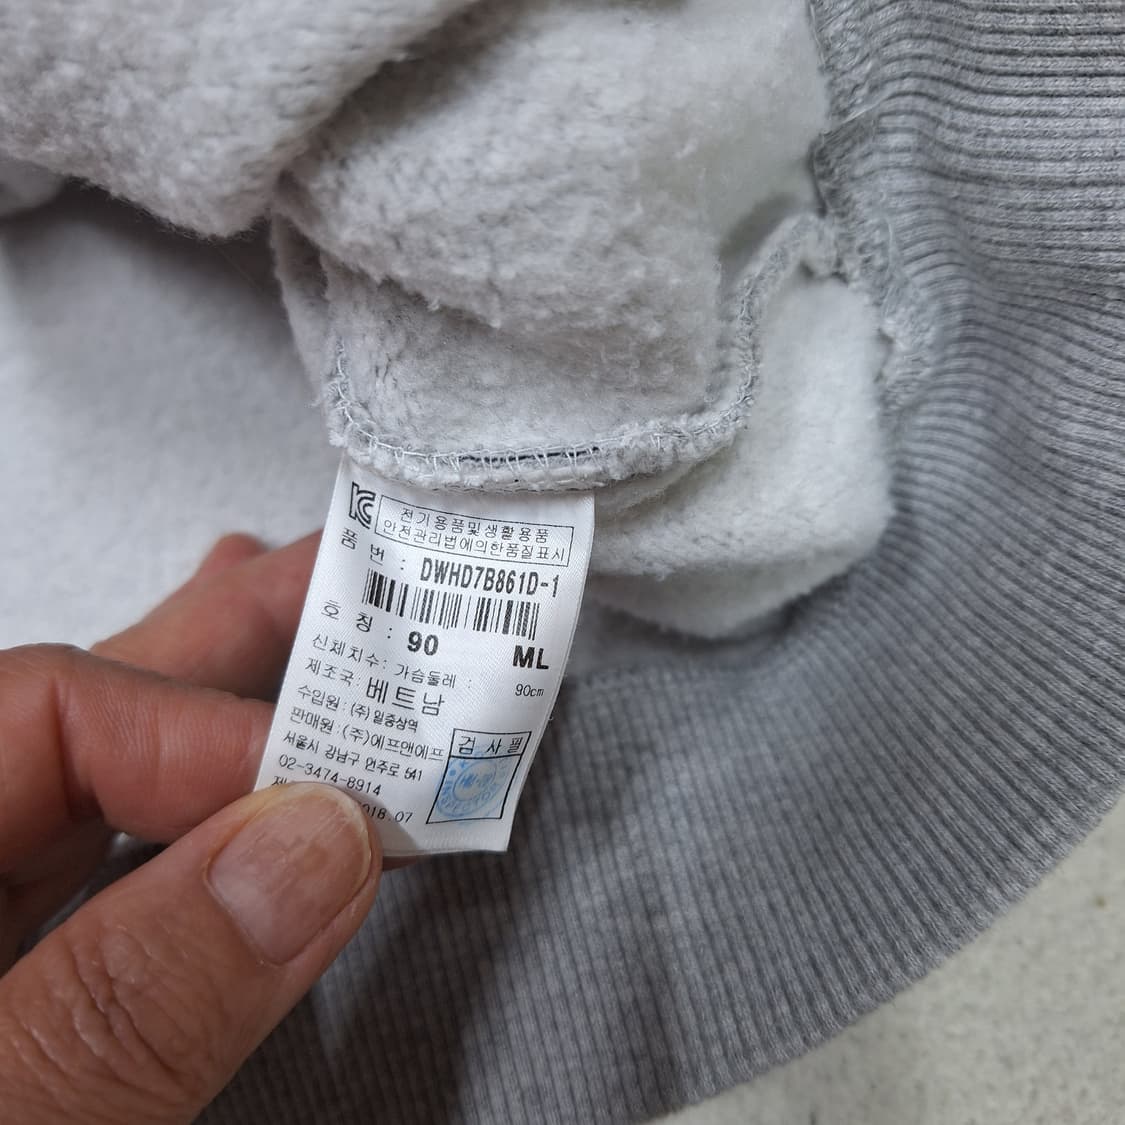 전기용품및생활용품
안전관리법에의한품질표시
품 번 : DWHD7B861D-1
호 칭 : 90 ML
신체치수: 가슴둘레 : 90cm
제조국: 베트남
수입원 : (주)일중상역
판매원 : (주)에프앤에프
서울시 강남구 언주로 541
02-3474-8914
07
검 사 필